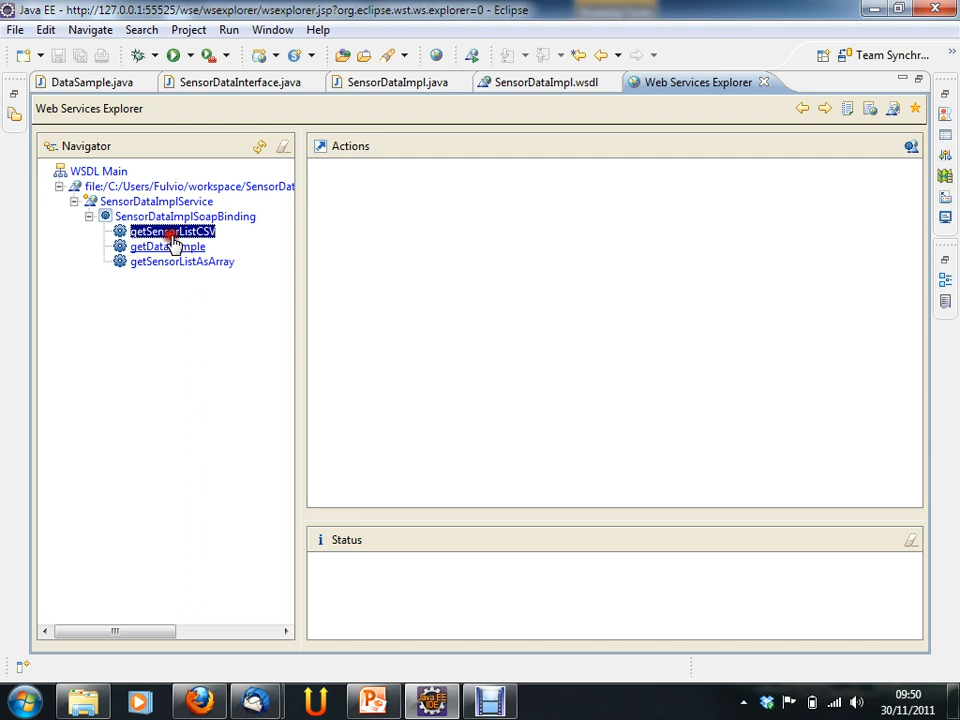 Java EE - http://127.0.0.1:55525/wse/wsexplorer/wsexplorer.jsp?org.eclipse.wst.ws.explorer=0 - Eclipse
File Edit Navigate Search Project Run Window Help
Team Synchr...
DataSample.java SensorDataInterface.java SensorDataImpl.java SensorDataImpl.wsdl Web Services Explorer
Web Services Explorer
Navigator
Actions
WSDL Main
file:/C:/Users/Fulvio/workspace/SensorDat
SensorDataImplService
SensorDataImplSoapBinding
getSensorListCSV
getDataSample
getSensorListAsArray
Status
09:50
30/11/2011